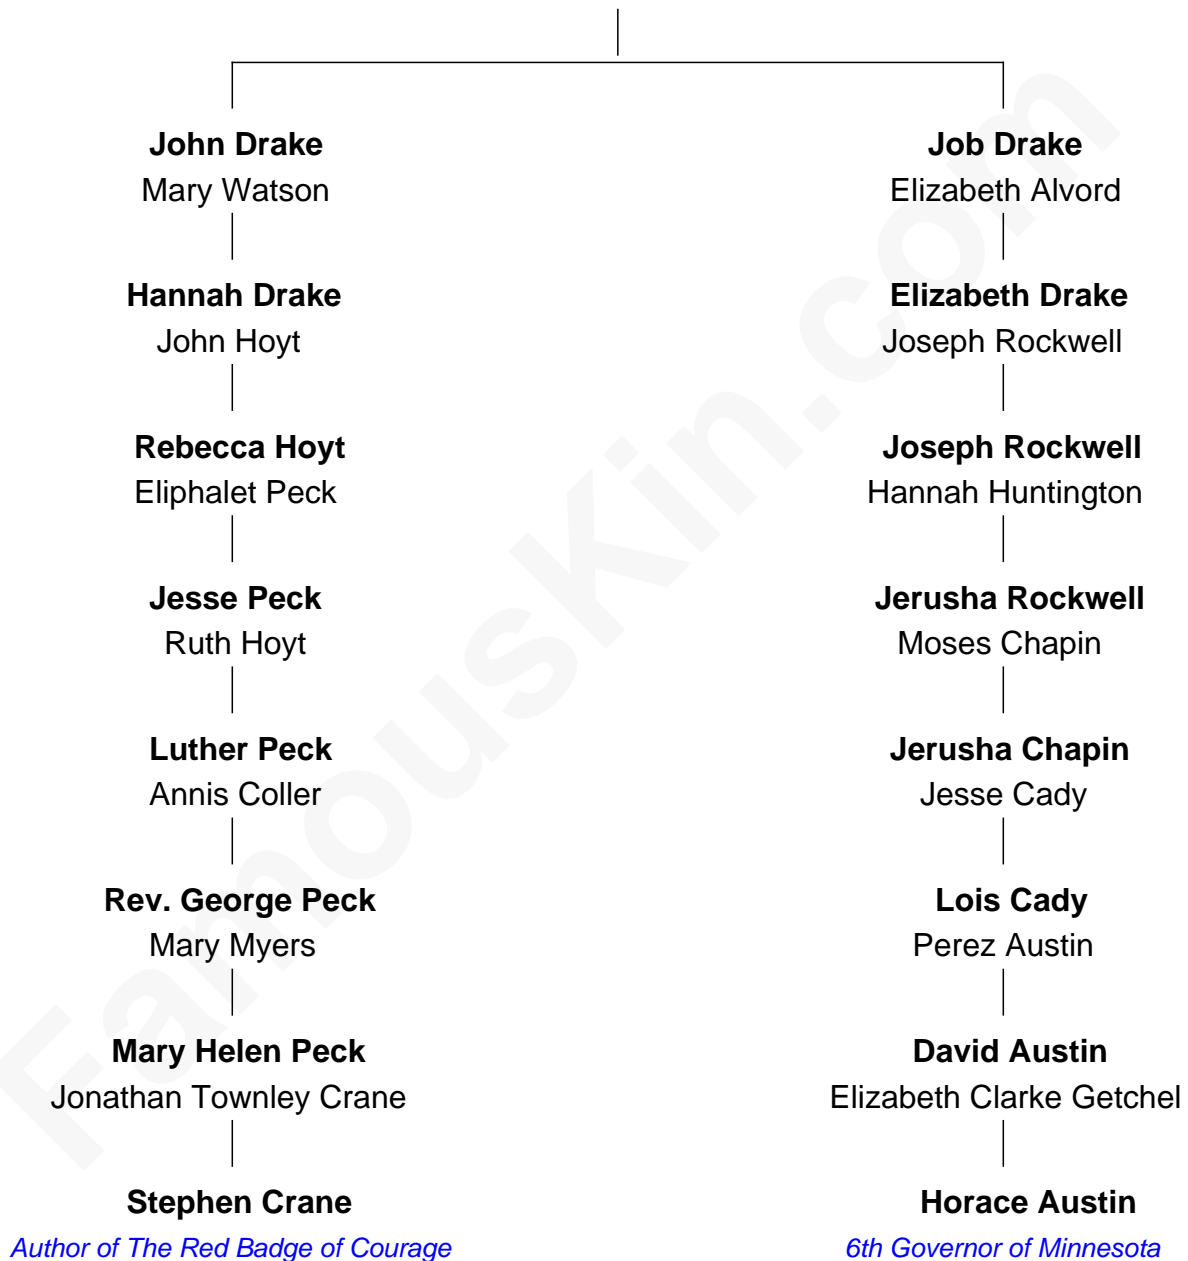 John Drake
Mary Watson
Hannah Drake
John Hoyt
Rebecca Hoyt
Eliphalet Peck
Jesse Peck
Ruth Hoyt
Luther Peck
Annis Coller
Rev. George Peck
Mary Myers
Mary Helen Peck
Jonathan Townley Crane
Stephen Crane
Author of The Red Badge of Courage
Job Drake
Elizabeth Alvord
Elizabeth Drake
Joseph Rockwell
Joseph Rockwell
Hannah Huntington
Jerusha Rockwell
Moses Chapin
Jerusha Chapin
Jesse Cady
Lois Cady
Perez Austin
David Austin
Elizabeth Clarke Getchel
Horace Austin
6th Governor of Minnesota
FamousKin.com